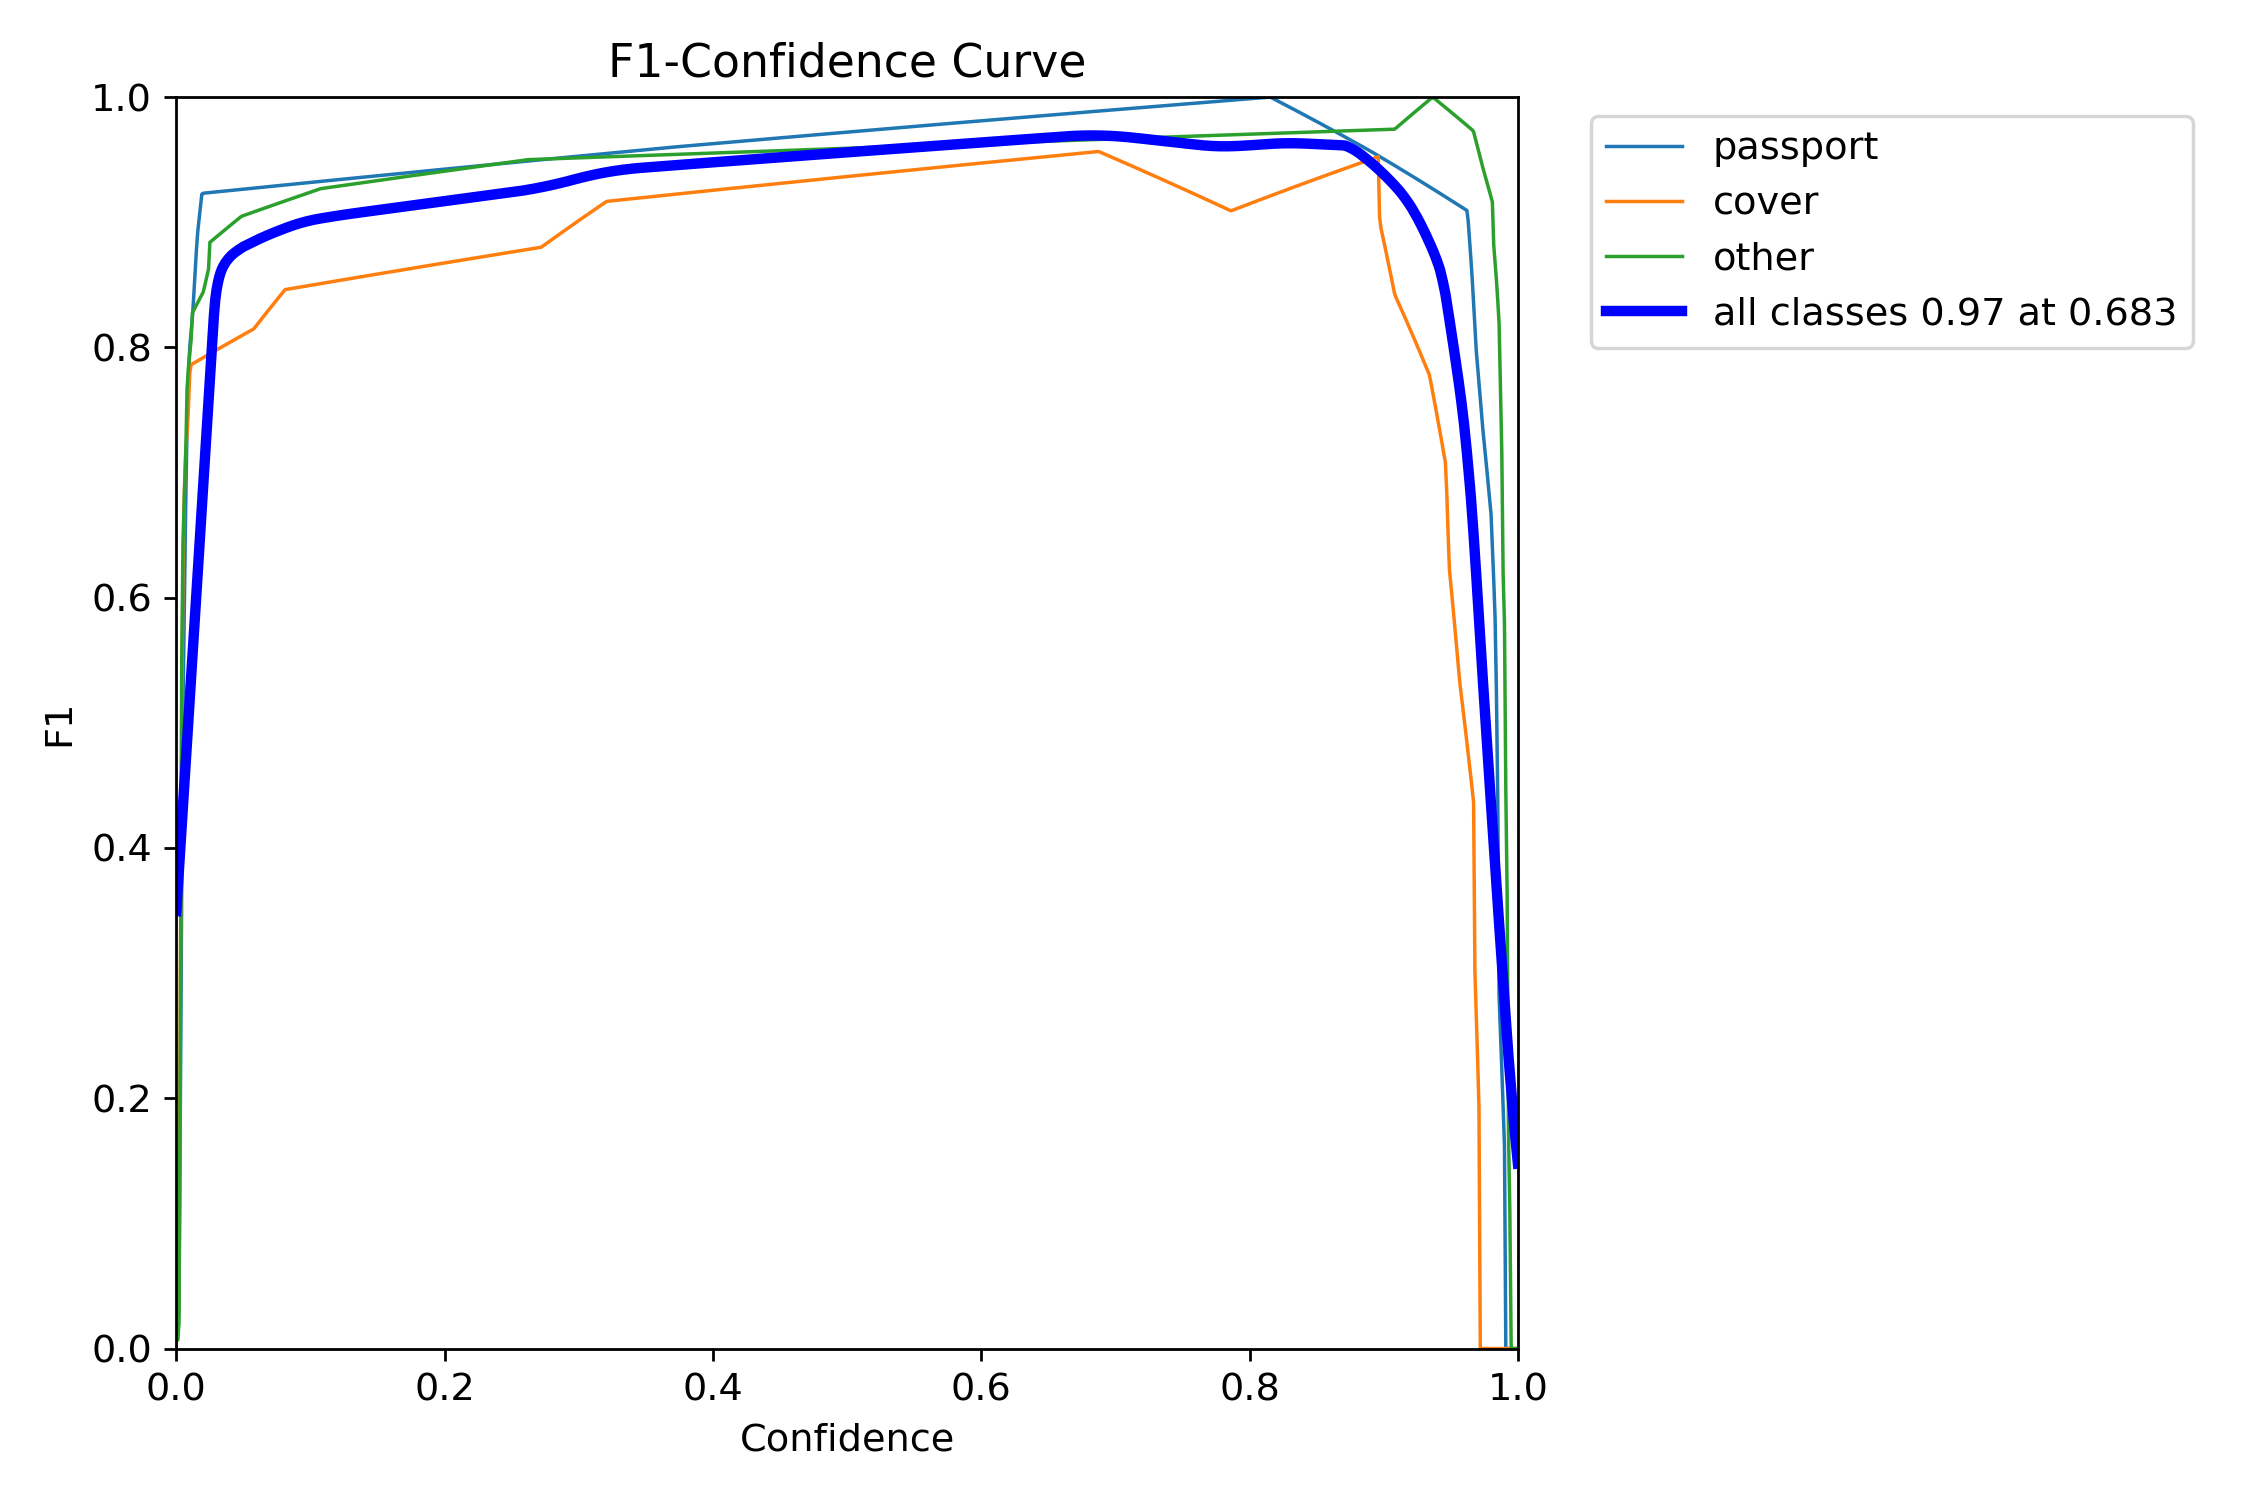 F1-Confidence Curve
1.0
0.8
0.6
0.4
0.2
0.0
F1
0.0 0.2 0.4 0.6 0.8 1.0
Confidence
passport
cover
other
all classes 0.97 at 0.683